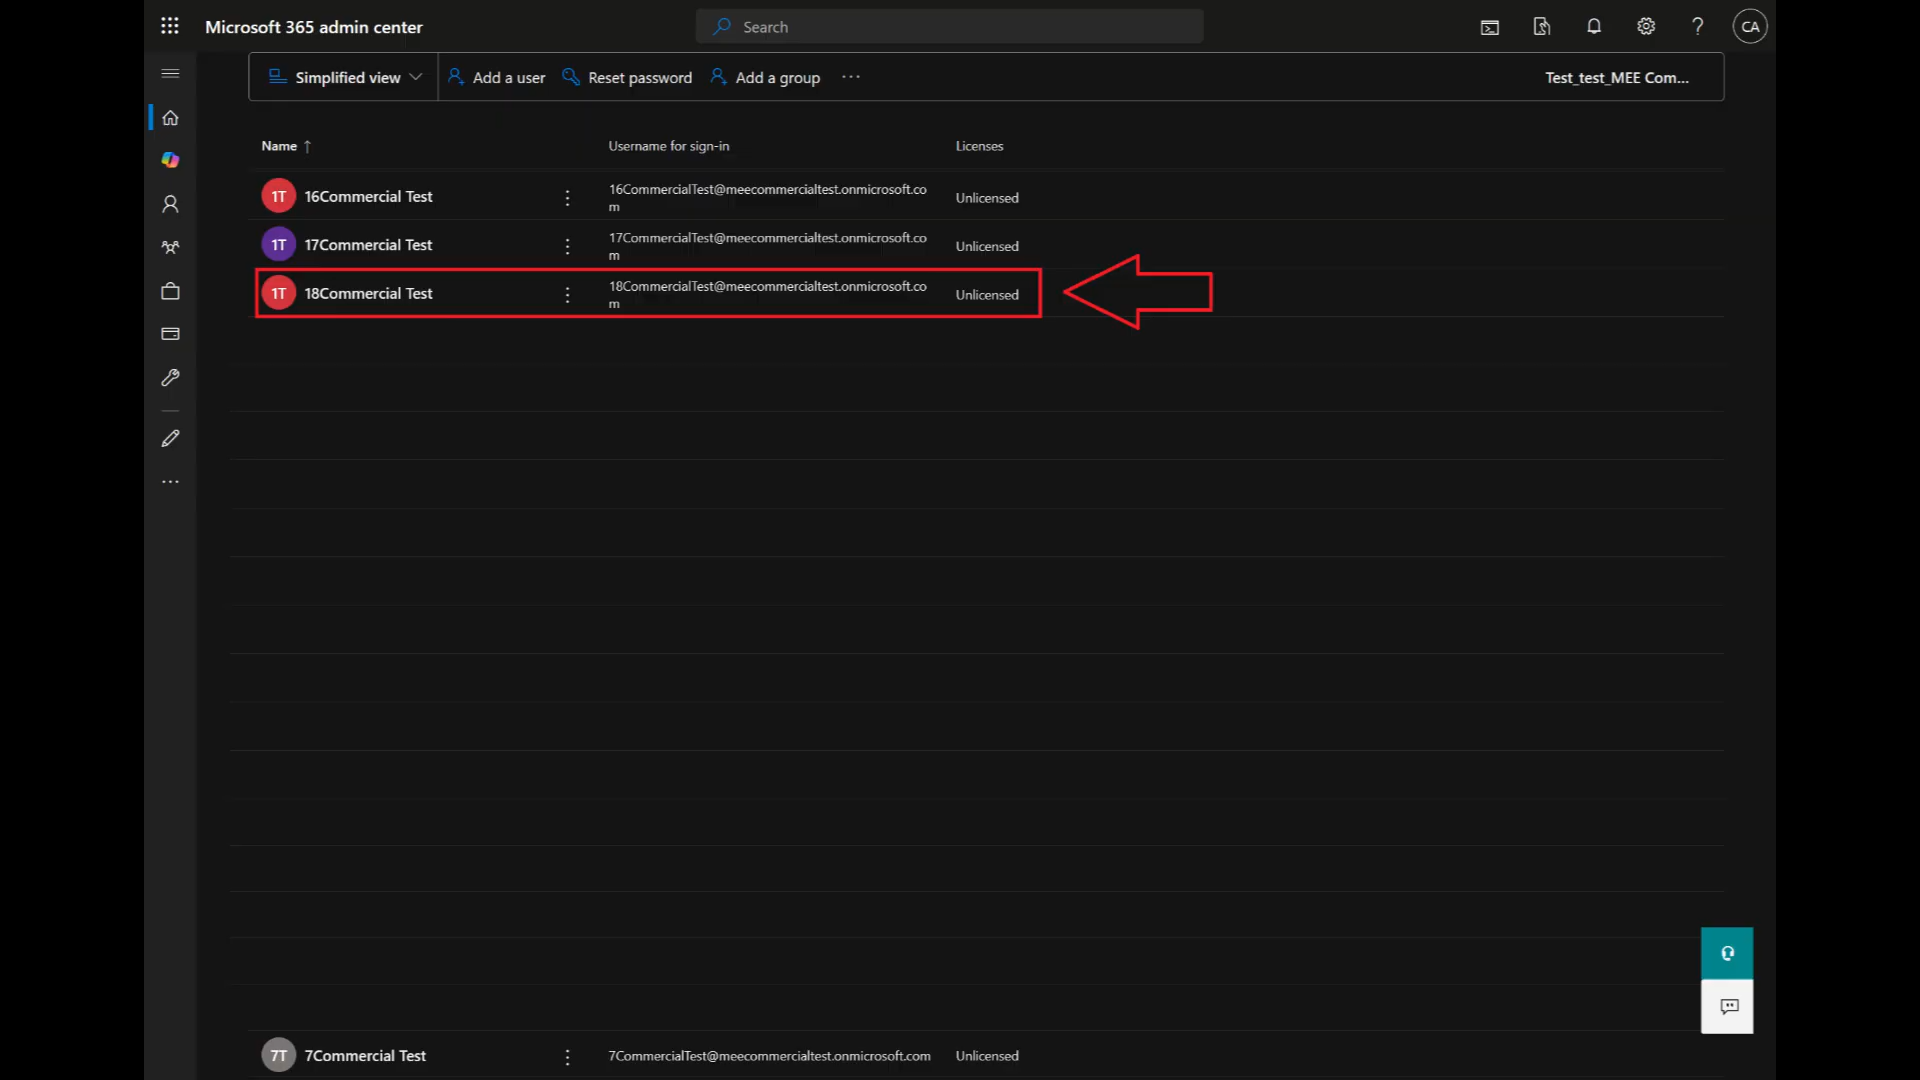 Microsoft 365 admin center
Search
CA
Simplified view
Add a user
Reset password
Add a group
Test_test_MEE Com...
Name ↑
Username for sign-in
Licenses
1T
16Commercial Test
16CommercialTest@meecommercialtest.onmicrosoft.co
m
Unlicensed
1T
17Commercial Test
17CommercialTest@meecommercialtest.onmicrosoft.co
m
Unlicensed
1T
18Commercial Test
18CommercialTest@meecommercialtest.onmicrosoft.co
m
Unlicensed
7T
7Commercial Test
7CommercialTest@meecommercialtest.onmicrosoft.com
Unlicensed